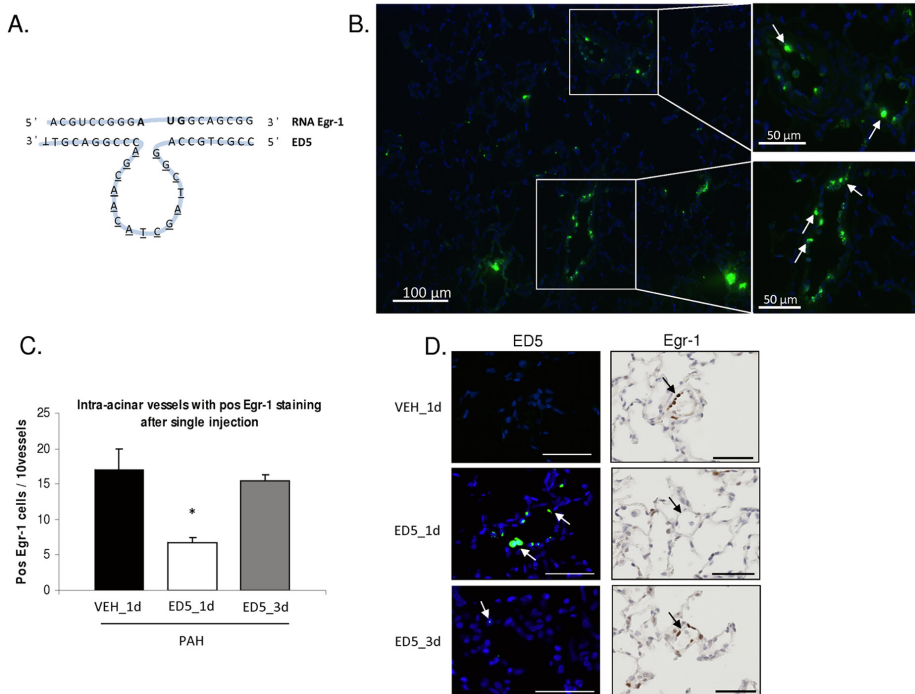 A.
5' ACGUCCGGGA UGGCAGCGG 3' RNA Egr-1
3' TTGCAGGCCC ACCGTCGCC 5' ED5
AGCAACATCGATCGG
B.
50 µm
100 µm
50 µm
C.
Intra-acinar vessels with pos Egr-1 staining
after single injection
Pos Egr-1 cells / 10vessels
25
20
15
10
5
0
*
VEH_1d ED5_1d ED5_3d
PAH
D.
ED5 Egr-1
VEH_1d
ED5_1d
ED5_3d